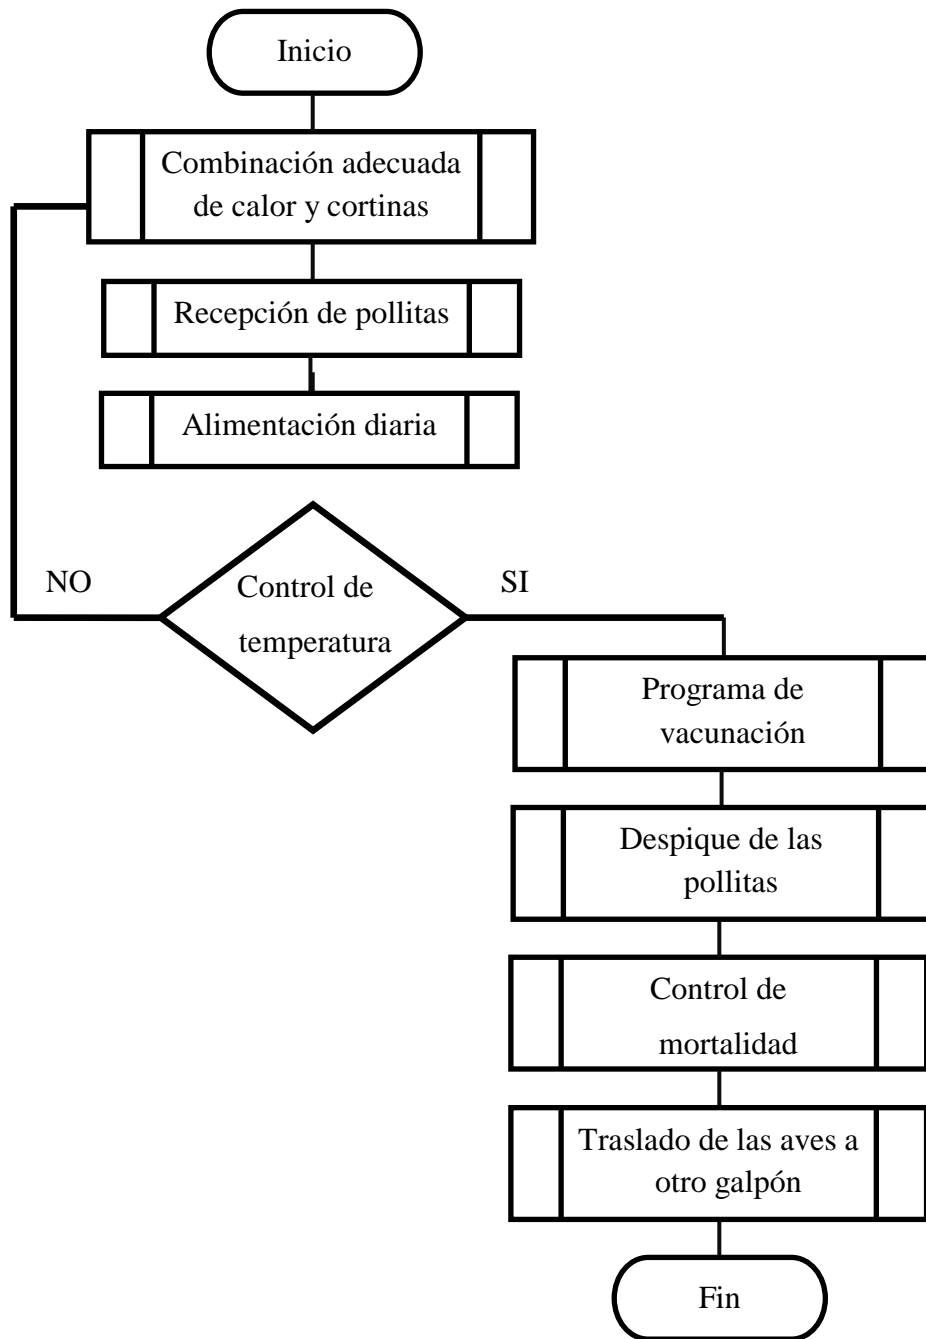 Inicio
Combinación adecuada
de calor y cortinas
Recepción de pollitas
Alimentación diaria
NO
Control de
temperatura
SI
Programa de
vacunación
Despique de las
pollitas
Control de
mortalidad
Traslado de las aves a
otro galpón
Fin